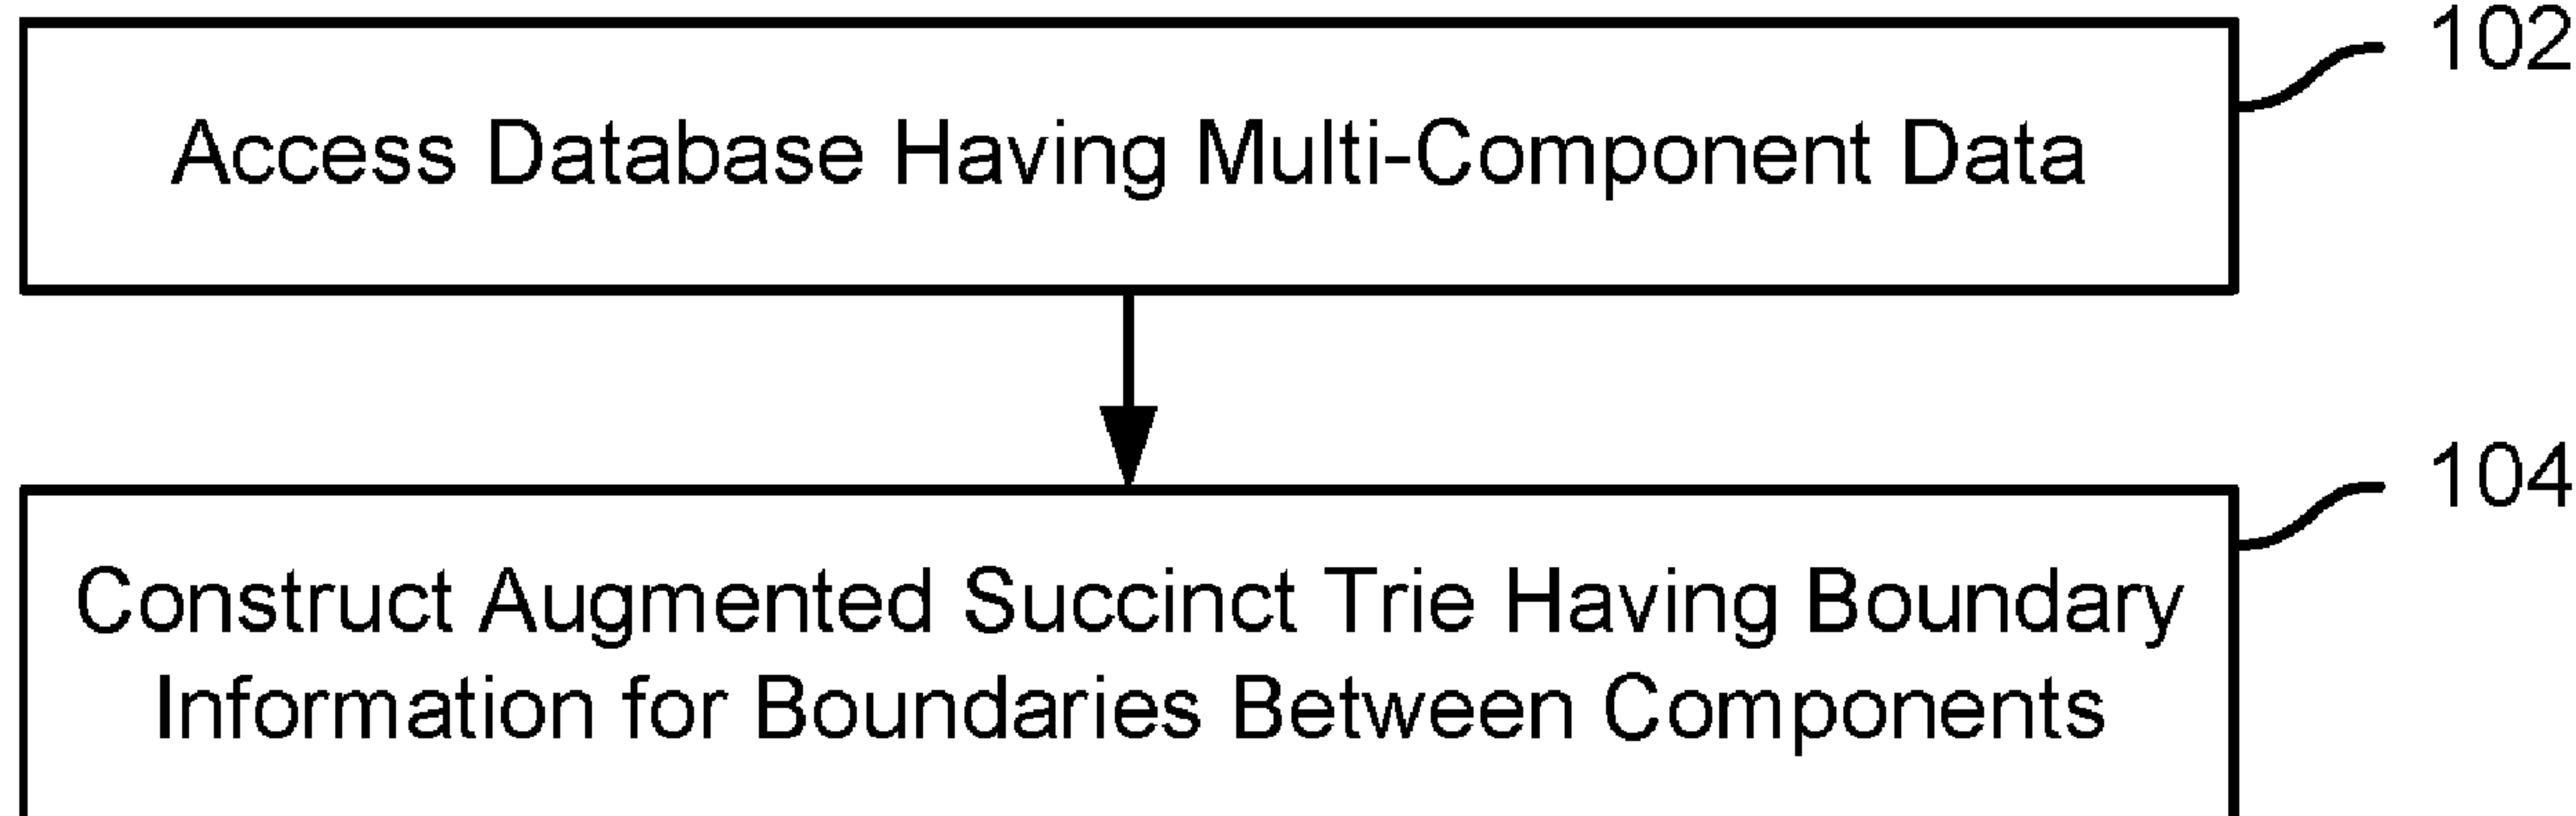 102
Access Database Having Multi-Component Data
104
Construct Augmented Succinct Trie Having Boundary
Information for Boundaries Between Components